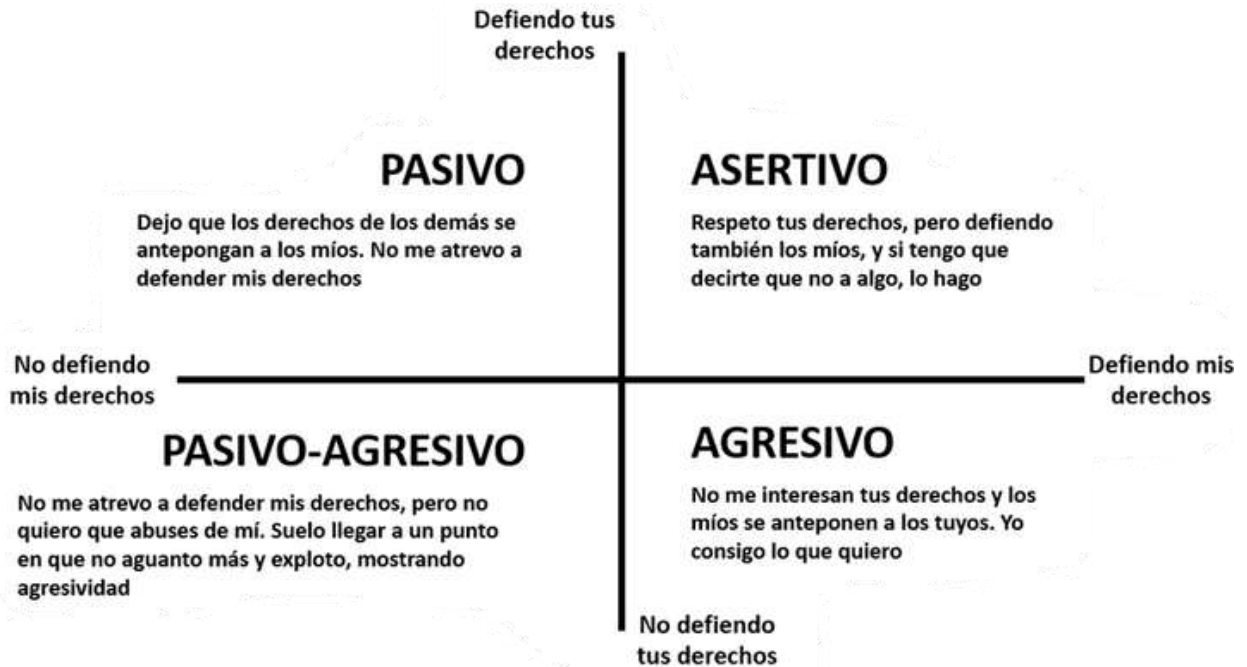 Defiendo tus
derechos
PASIVO
Dejo que los derechos de los demás se
antepongan a los míos. No me atrevo a
defender mis derechos
ASERTIVO
Respeto tus derechos, pero defiendo
también los míos, y si tengo que
decirte que no a algo, lo hago
No defiendo
mis derechos
Defiendo mis
derechos
PASIVO-AGRESIVO
No me atrevo a defender mis derechos, pero no
quiero que abuses de mí. Suelo llegar a un punto
en que no aguanto más y exploto, mostrando
agresividad
AGRESIVO
No me interesan tus derechos y los
míos se anteponen a los tuyos. Yo
consigo lo que quiero
No defiendo
tus derechos